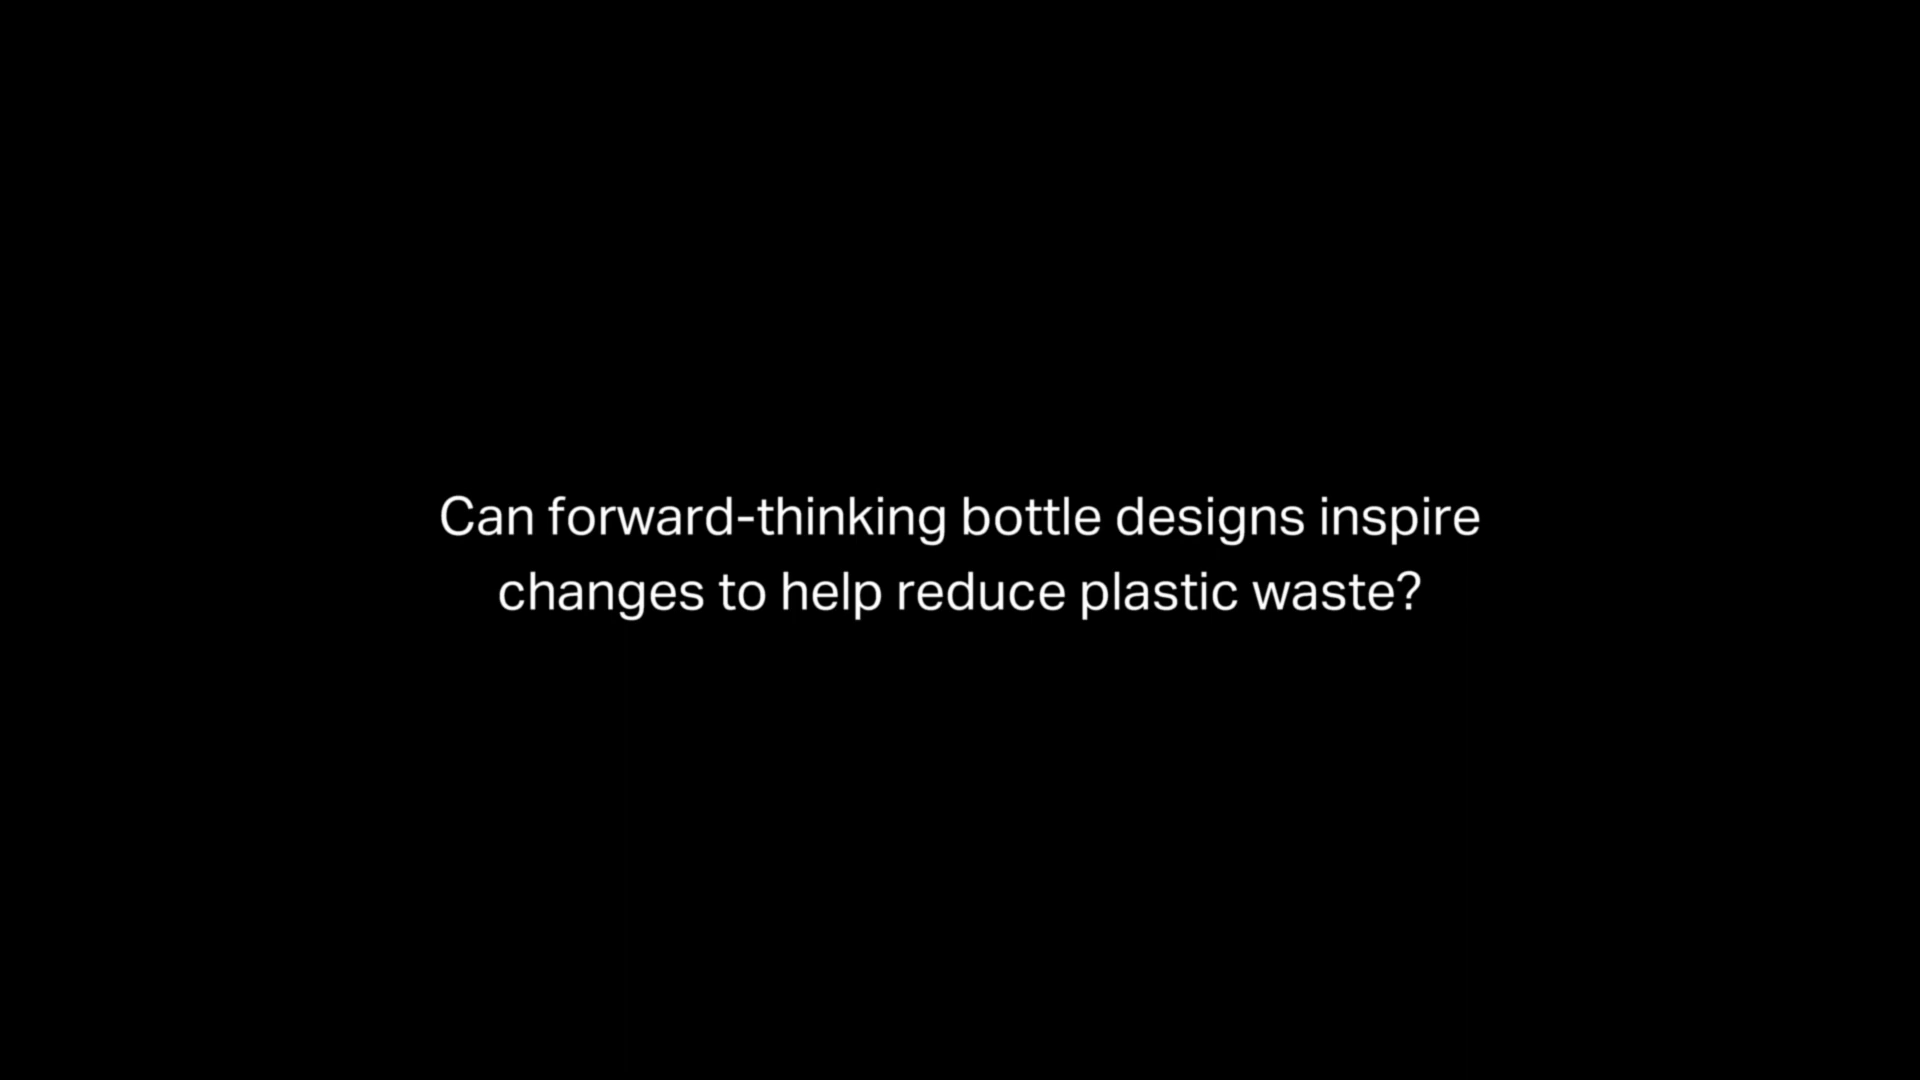 Can forward-thinking bottle designs inspire
changes to help reduce plastic waste?